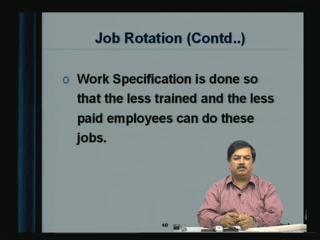 Job Rotation (Contd..)
o Work Specification is done so
that the less trained and the less
paid employees can do these
jobs.
40